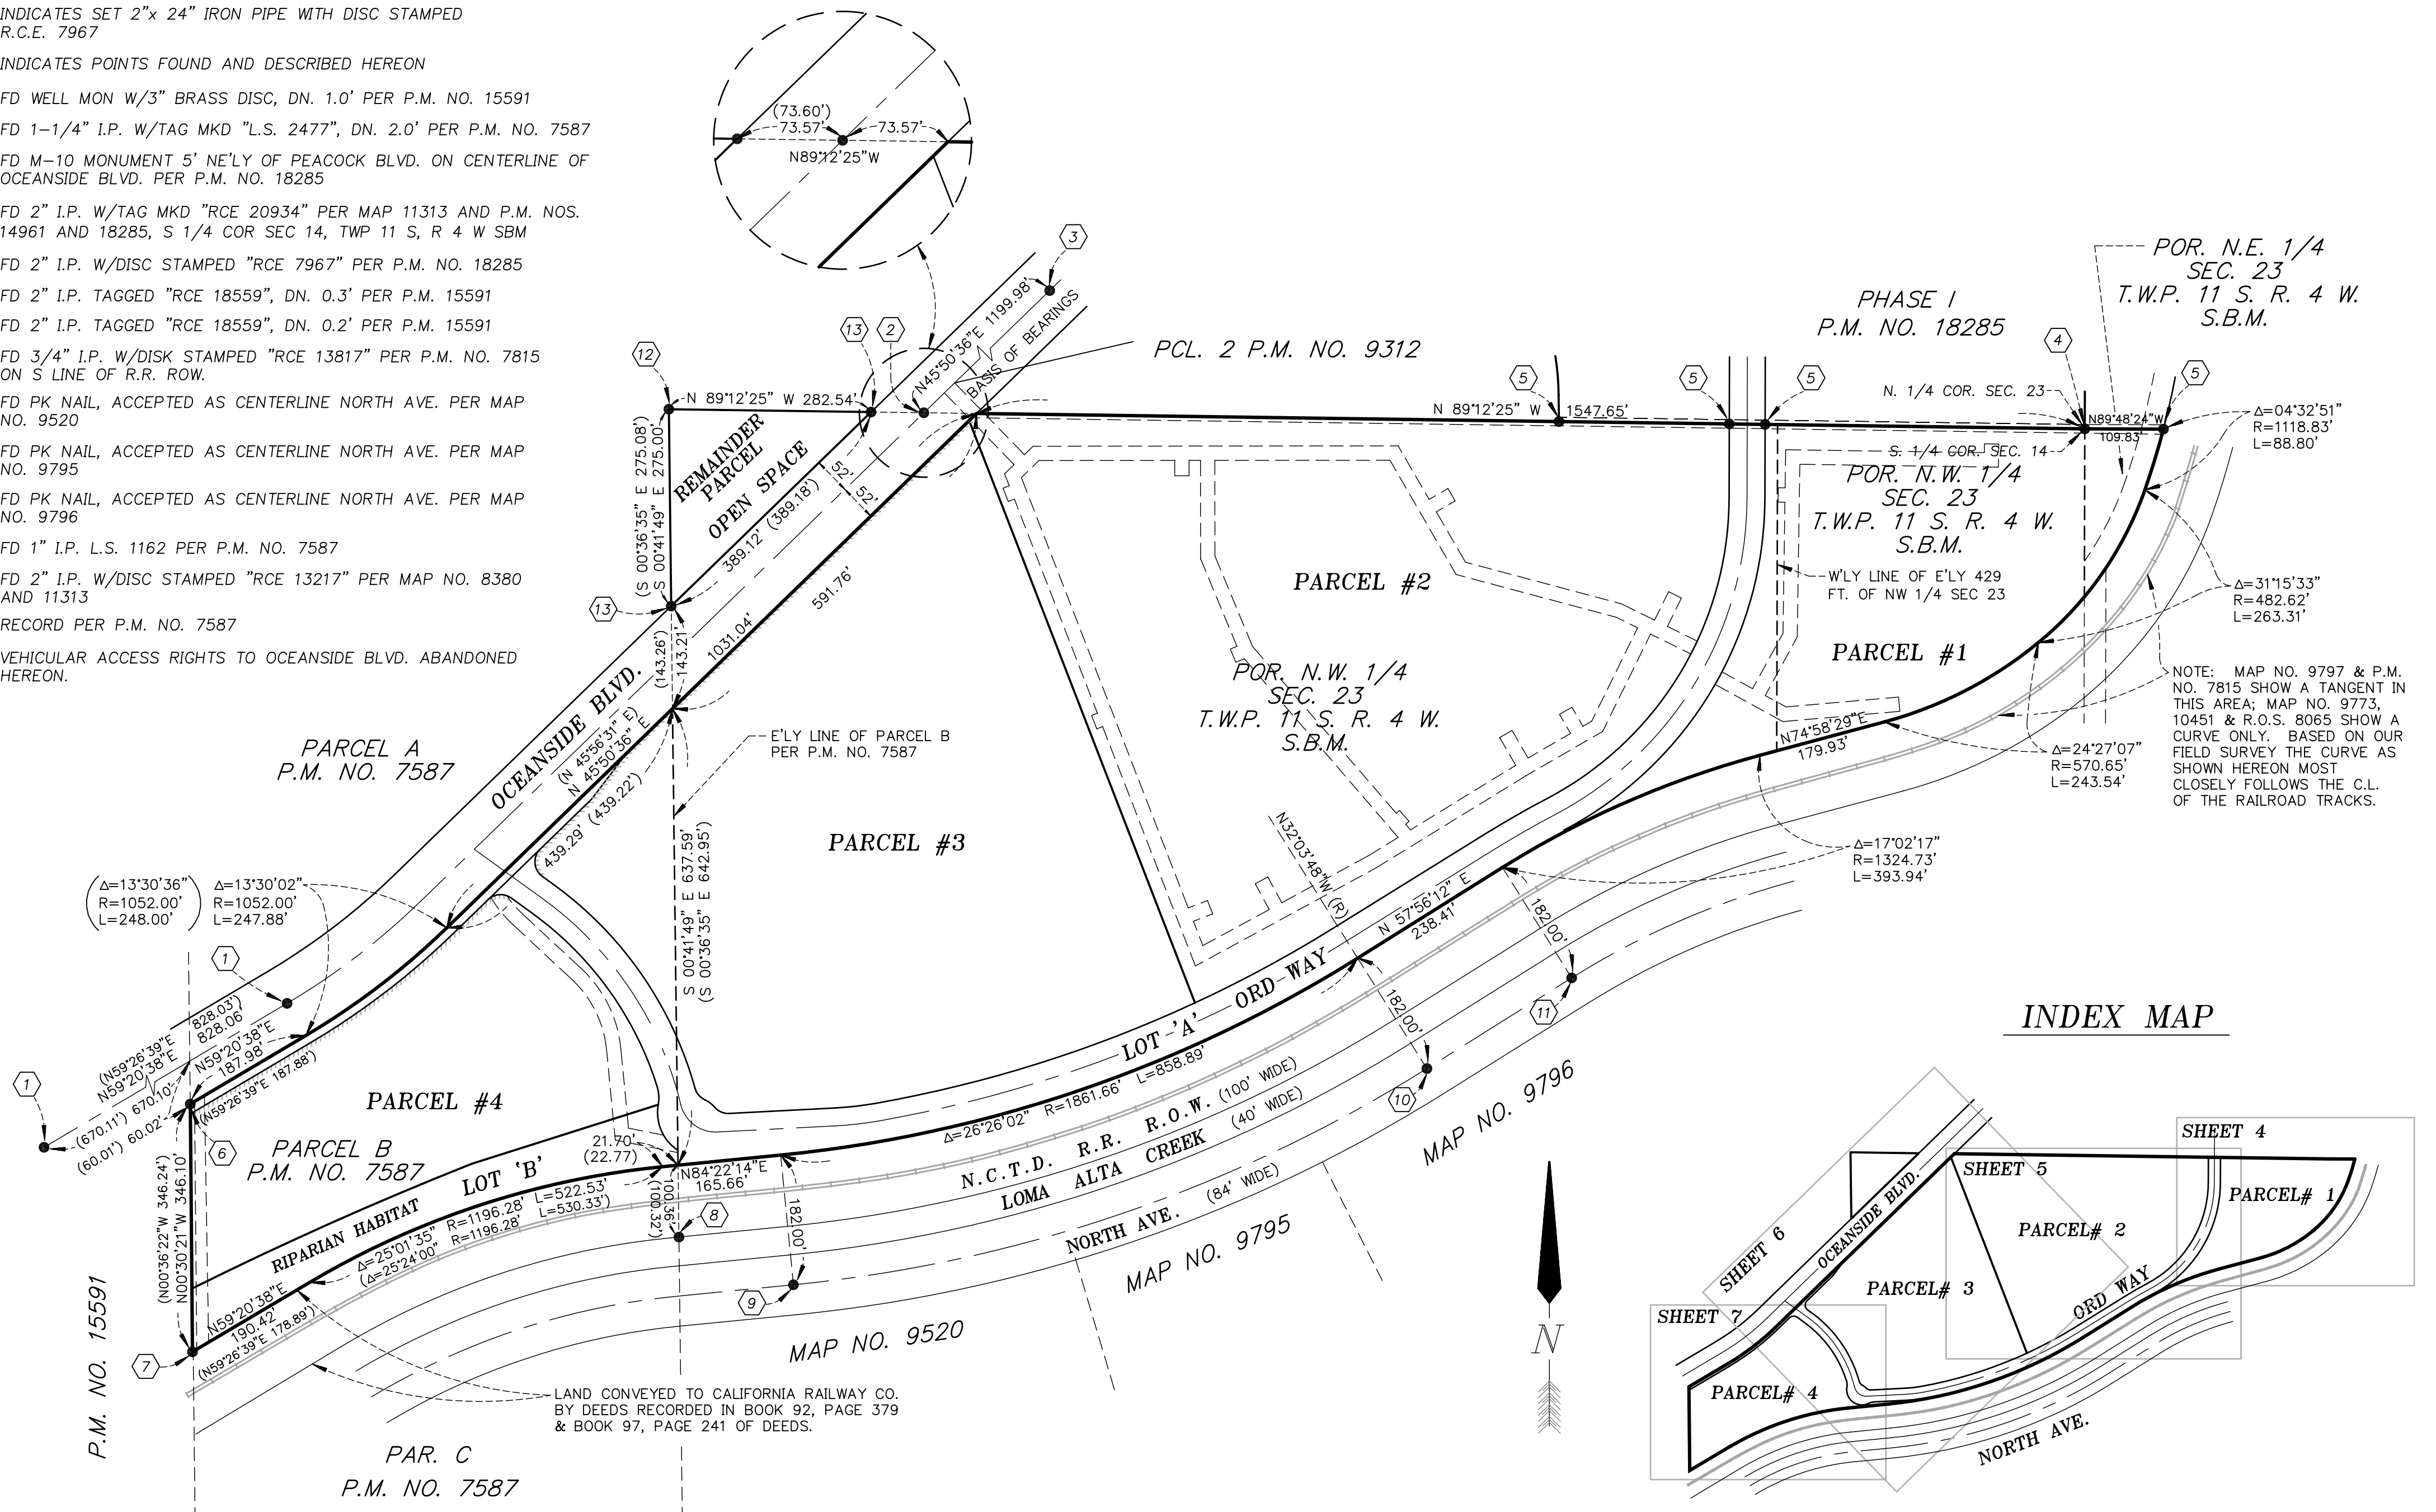 INDICATES SET 2"x 24" IRON PIPE WITH DISC STAMPED
R.C.E. 7967
INDICATES POINTS FOUND AND DESCRIBED HEREON
FD WELL MON W/3" BRASS DISC, DN. 1.0' PER P.M. NO. 15591
FD 1-1/4" I.P. W/TAG MKD "L.S. 2477", DN. 2.0' PER P.M. NO. 7587
FD M-10 MONUMENT 5' NE'LY OF PEACOCK BLVD. ON CENTERLINE OF
OCEANSIDE BLVD. PER P.M. NO. 18285
FD 2" I.P. W/TAG MKD "RCE 20934" PER MAP 11313 AND P.M. NOS.
14961 AND 18285, S 1/4 COR SEC 14, TWP 11 S, R 4 W SBM
FD 2" I.P. W/DISC STAMPED "RCE 7967" PER P.M. NO. 18285
FD 2" I.P. TAGGED "RCE 18559", DN. 0.3' PER P.M. 15591
FD 2" I.P. TAGGED "RCE 18559", DN. 0.2' PER P.M. 15591
FD 3/4" I.P. W/DISK STAMPED "RCE 13817" PER P.M. NO. 7815
ON S LINE OF R.R. ROW.
FD PK NAIL, ACCEPTED AS CENTERLINE NORTH AVE. PER MAP
NO. 9520
FD PK NAIL, ACCEPTED AS CENTERLINE NORTH AVE. PER MAP
NO. 9795
FD PK NAIL, ACCEPTED AS CENTERLINE NORTH AVE. PER MAP
NO. 9796
FD 1" I.P. L.S. 1162 PER P.M. NO. 7587
FD 2" I.P. W/DISC STAMPED "RCE 13217" PER MAP NO. 8380
AND 11313
RECORD PER P.M. NO. 7587
VEHICULAR ACCESS RIGHTS TO OCEANSIDE BLVD. ABANDONED
HEREON.
(73.60')
73.57'
73.57'
N89°12'25"W
3
N45°50'36"E 1199.98'
BASIS OF BEARINGS
PCL. 2 P.M. NO. 9312
PHASE I
P.M. NO. 18285
POR. N.E. 1/4
SEC. 23
T.W.P. 11 S. R. 4 W.
S.B.M.
12
13
2
5
5
5
4
5
N 89°12'25" W 282.54'
N 89°12'25" W 1547.65'
N. 1/4 COR. SEC. 23
N89°48'24"W
109.83'
S. 1/4 COR. SEC. 14
Δ=04°32'51"
R=1118.83'
L=88.80'
(S 00°36'35" E 275.08')
S 00°41'49" E 275.00'
REMAINDER
PARCEL
OPEN SPACE
389.12' (389.18')
52'
52'
13
(143.26')
143.21'
1031.04'
591.76'
PARCEL #2
POR. N.W. 1/4
SEC. 23
T.W.P. 11 S. R. 4 W.
S.B.M.
W'LY LINE OF E'LY 429
FT. OF NW 1/4 SEC 23
PARCEL #1
Δ=31°15'33"
R=482.62'
L=263.31'
POR. N.W. 1/4
SEC. 23
T.W.P. 11 S. R. 4 W.
S.B.M.
NOTE: MAP NO. 9797 & P.M.
NO. 7815 SHOW A TANGENT IN
THIS AREA; MAP NO. 9773,
10451 & R.O.S. 8065 SHOW A
CURVE ONLY. BASED ON OUR
FIELD SURVEY THE CURVE AS
SHOWN HEREON MOST
CLOSELY FOLLOWS THE C.L.
OF THE RAILROAD TRACKS.
N74°58'29"E
179.93'
Δ=24°27'07"
R=570.65'
L=243.54'
OCEANSIDE BLVD.
(N 45°56'31" E)
N 45°50'36" E
PARCEL A
P.M. NO. 7587
E'LY LINE OF PARCEL B
PER P.M. NO. 7587
439.29' (439.22')
PARCEL #3
S 00°41'49" E 637.59'
(S 00°36'35" E 642.95')
N32°03'48"W (R)
N 57°56'12" E
238.41'
Δ=17°02'17"
R=1324.73'
L=393.94'
182.00'
182.00'
11
10
(Δ=13°30'36"
R=1052.00'
L=248.00')
Δ=13°30'02"
R=1052.00'
L=247.88'
1
(N59°26'39"E 828.03')
N59°20'38"E 828.06'
N59°20'38"E
187.98'
(N59°26'39"E 187.88')
1
(670.11') 670.10'
(60.01') 60.02'
6
PARCEL #4
PARCEL B
P.M. NO. 7587
LOT 'A' ORD WAY
Δ=26°26'02" R=1861.66' L=858.89'
N.C.T.D. R.R. R.O.W. (100' WIDE)
LOMA ALTA CREEK (40' WIDE)
NORTH AVE. (84' WIDE)
MAP NO. 9796
MAP NO. 9795
MAP NO. 9520
21.70'
(22.77)
N84°22'14"E
165.66'
100.36'
(100.32')
8
182.00'
9
RIPARIAN HABITAT LOT 'B'
L=522.53'
L=530.33')
Δ=25°01'35" R=1196.28'
(Δ=25°24'00" R=1196.28'
(N00°36'22"W 346.24')
N00°30'21"W 346.10'
N59°20'38"E
190.42'
(N59°26'39"E 178.89')
7
P.M. NO. 15591
LAND CONVEYED TO CALIFORNIA RAILWAY CO.
BY DEEDS RECORDED IN BOOK 92, PAGE 379
& BOOK 97, PAGE 241 OF DEEDS.
PAR. C
P.M. NO. 7587
N
INDEX MAP
SHEET 4
SHEET 5
SHEET 6
SHEET 7
OCEANSIDE BLVD.
PARCEL# 1
PARCEL# 2
PARCEL# 3
PARCEL# 4
ORD WAY
NORTH AVE.